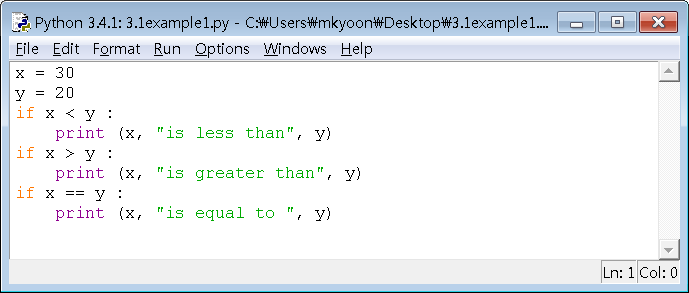 Python 3.4.1: 3.1example1.py - C:₩Users₩mkyoon₩Desktop₩3.1example1....
File Edit Format Run Options Windows Help
x = 30
y = 20
if x < y :
    print (x, "is less than", y)
if x > y :
    print (x, "is greater than", y)
if x == y :
    print (x, "is equal to ", y)
Ln: 1 Col: 0